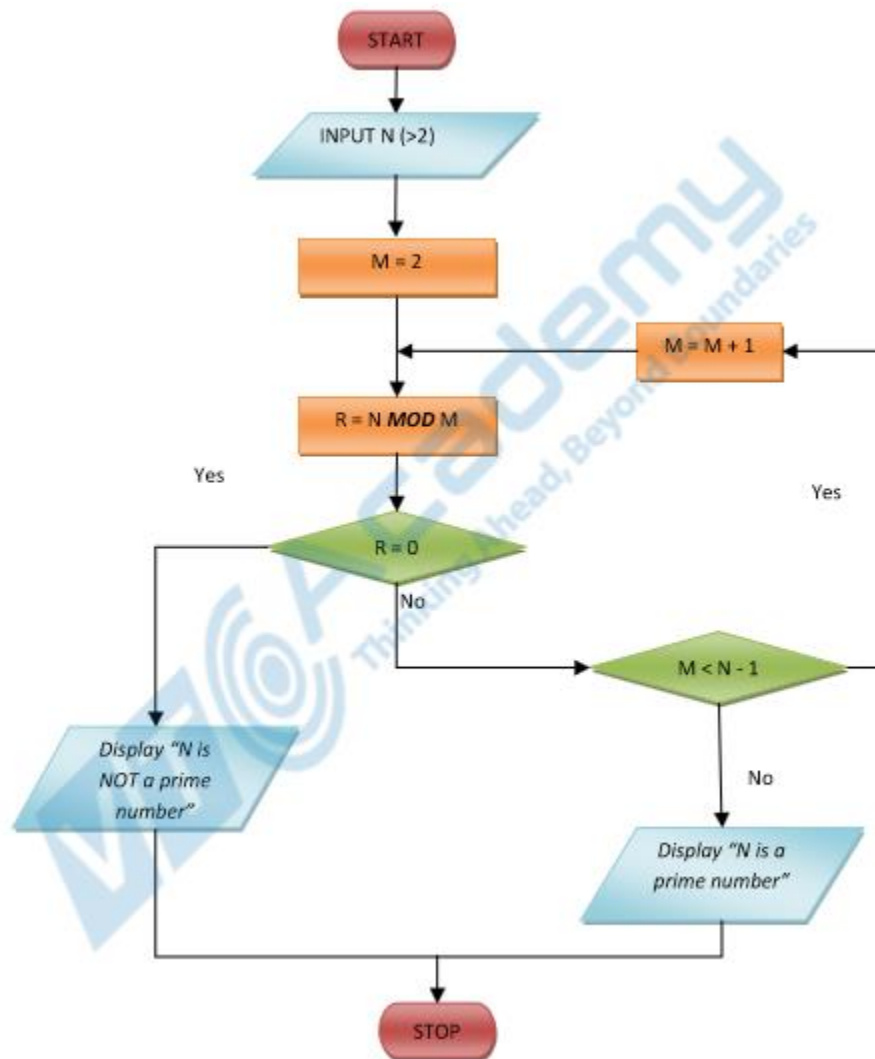 START
INPUT N (>2)
M = 2
M = M + 1
R = N MOD M
Yes
Yes
R = 0
No
M < N - 1
Display “N is
NOT a prime
number”
No
Display “N is a
prime number”
STOP
VTC Academy
Thinking Ahead, Beyond Boundaries